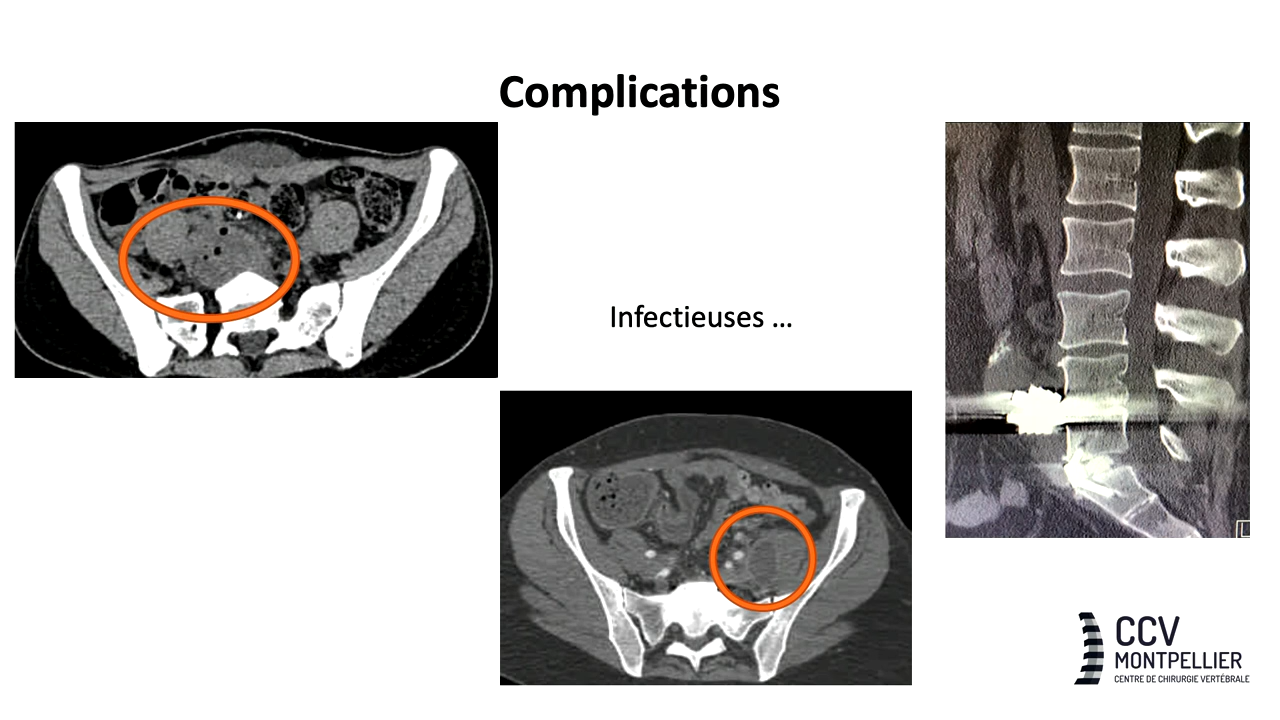 Complications
Infectieuses ...
L
CCV
MONTPELLIER
CENTRE DE CHIRURGIE VERTÉBRALE